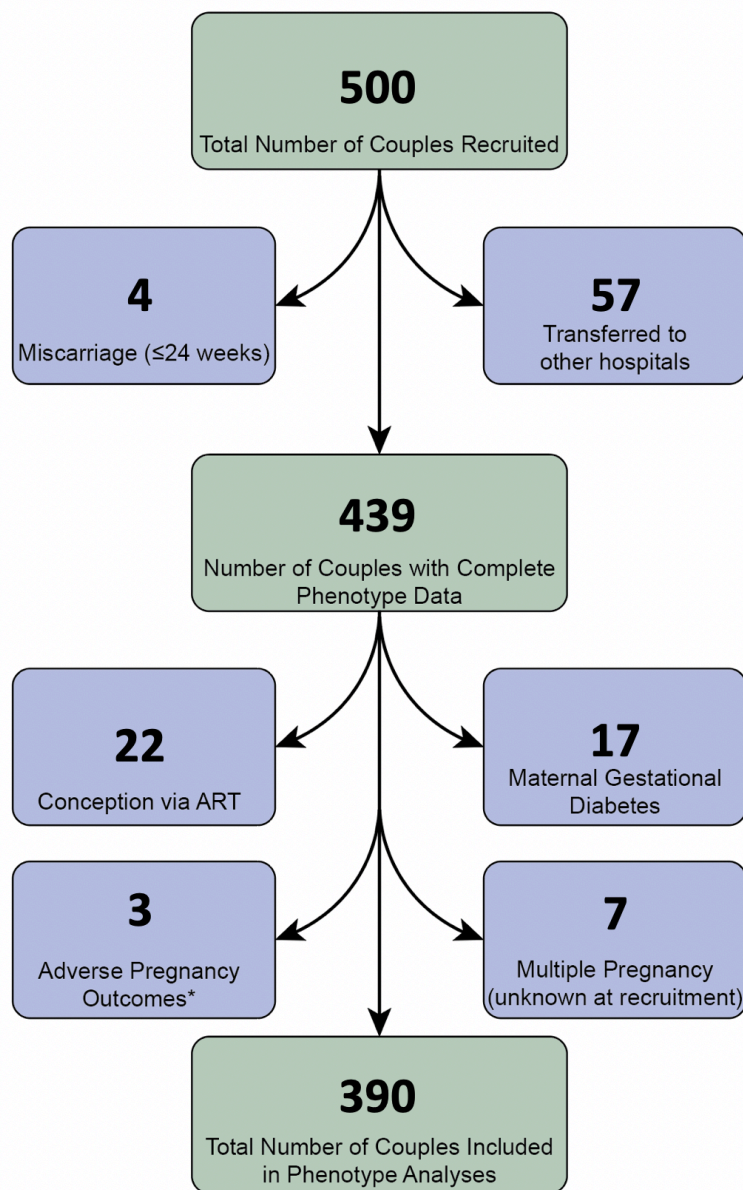 500
Total Number of Couples Recruited
4
Miscarriage (≤24 weeks)
57
Transferred to
other hospitals
439
Number of Couples with Complete
Phenotype Data
22
Conception via ART
17
Maternal Gestational
Diabetes
3
Adverse Pregnancy
Outcomes*
7
Multiple Pregnancy
(unknown at recruitment)
390
Total Number of Couples Included
in Phenotype Analyses